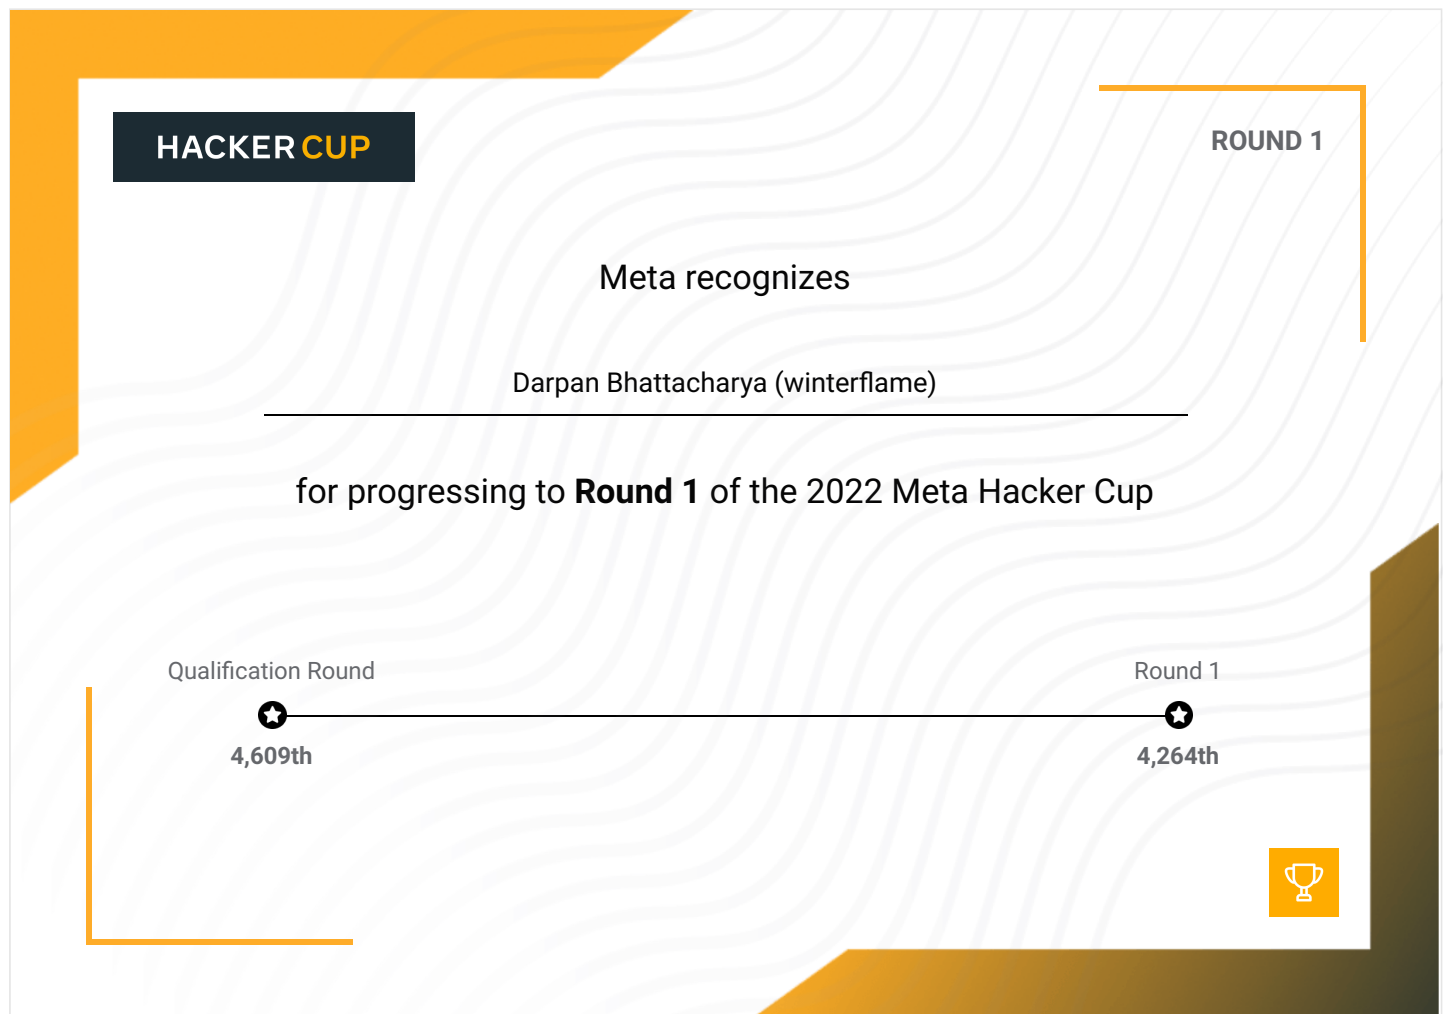 HACKER CUP
ROUND 1
Meta recognizes
Darpan Bhattacharya (winterflame)
for progressing to Round 1 of the 2022 Meta Hacker Cup
Qualification Round
Round 1
4,609th
4,264th